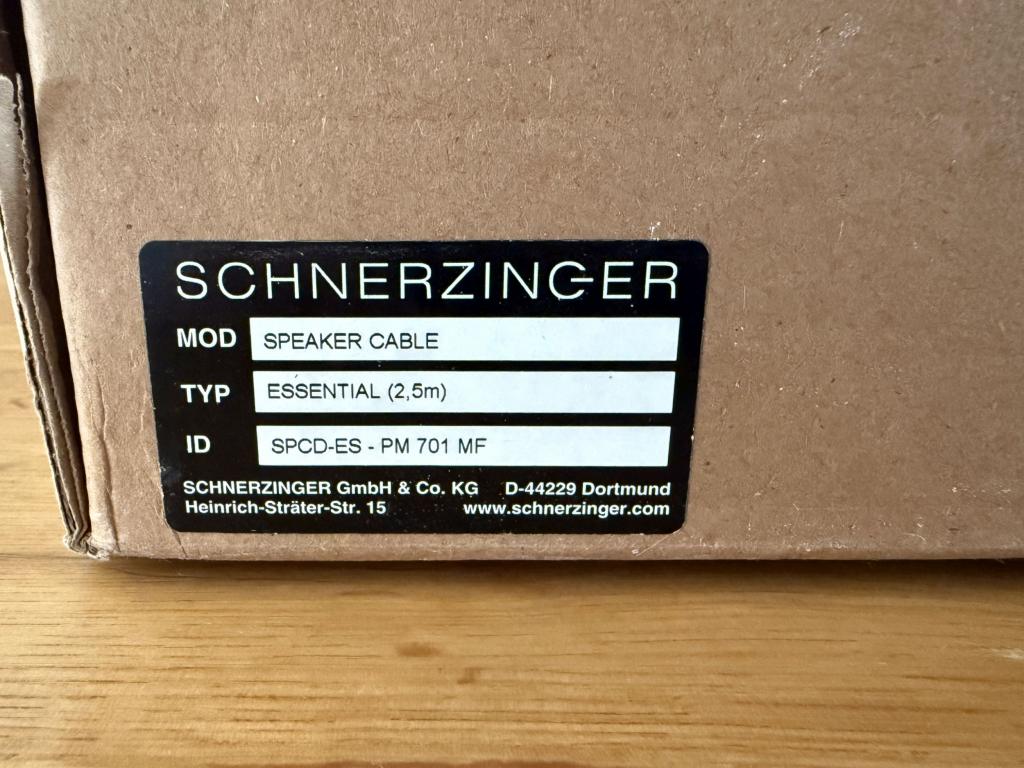 SCHNERZINGER
MOD SPEAKER CABLE
TYP ESSENTIAL (2,5m)
ID SPCD-ES - PM 701 MF
SCHNERZINGER GmbH & Co. KG D-44229 Dortmund
Heinrich-Sträter-Str. 15 www.schnerzinger.com